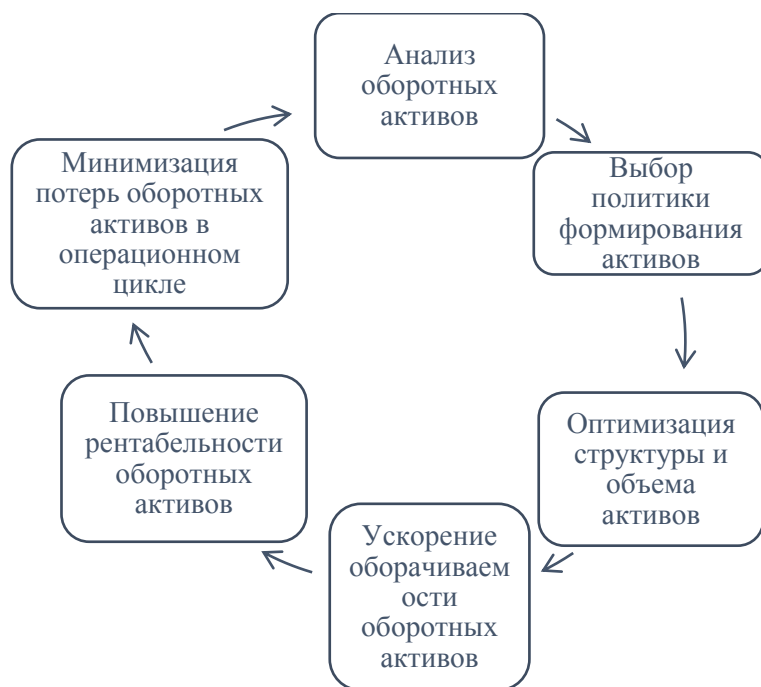 Анализ
оборотных
активов
Выбор
политики
формирования
активов
Оптимизация
структуры и
объема
активов
Ускорение
оборачиваем
ости
оборотных
активов
Повышение
рентабельности
оборотных
активов
Минимизация
потерь оборотных
активов в
операционном
цикле